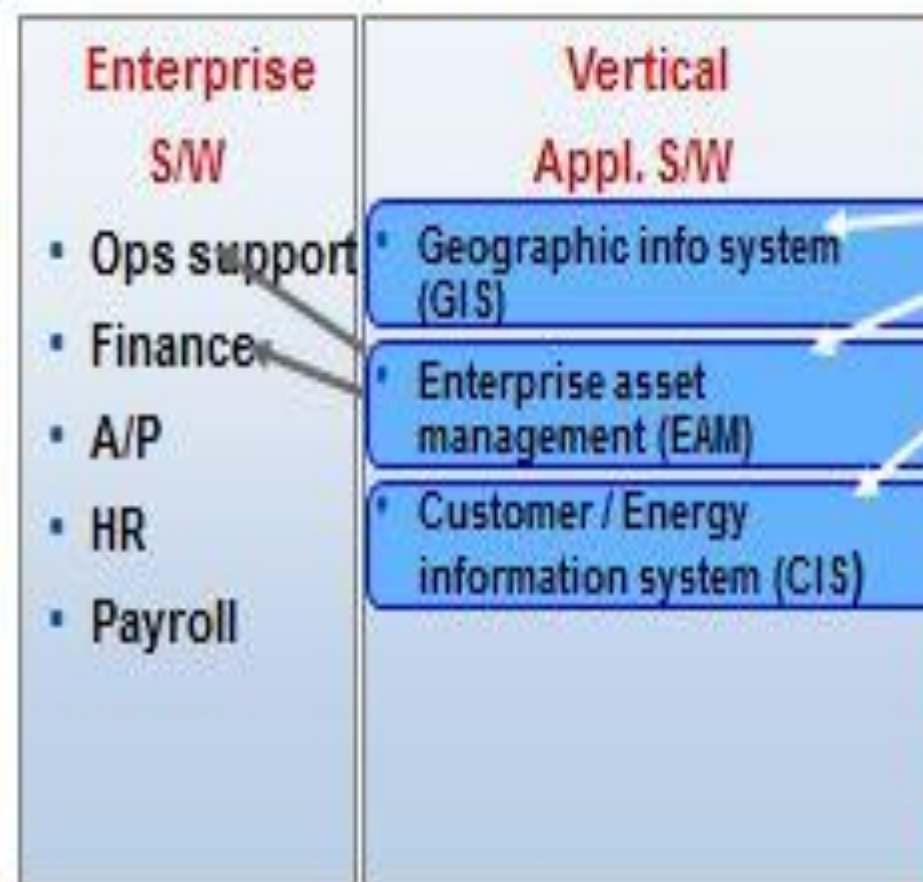 Enterprise
S/W
• Ops support
• Finance
• A/P
• HR
• Payroll
Vertical
Appl. S/W
• Geographic info system
(GIS)
• Enterprise asset
management (EAM)
• Customer / Energy
information system (CIS)